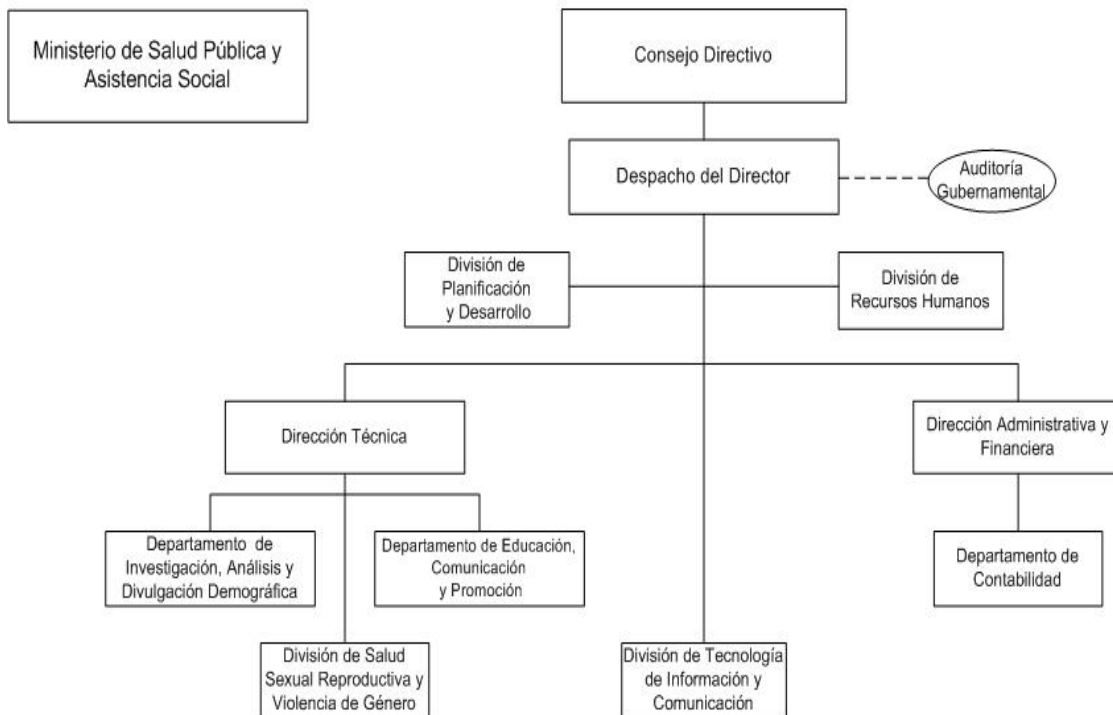 Ministerio de Salud Pública y
Asistencia Social
Consejo Directivo
Despacho del Director
Auditoría
Gubernamental
División de
Planificación
y Desarrollo
División de
Recursos Humanos
Dirección Técnica
Dirección Administrativa y
Financiera
Departamento de
Investigación, Análisis y
Divulgación Demográfica
Departamento de Educación,
Comunicación
y Promoción
Departamento de
Contabilidad
División de Salud
Sexual Reproductiva y
Violencia de Género
División de Tecnología
de Información y
Comunicación